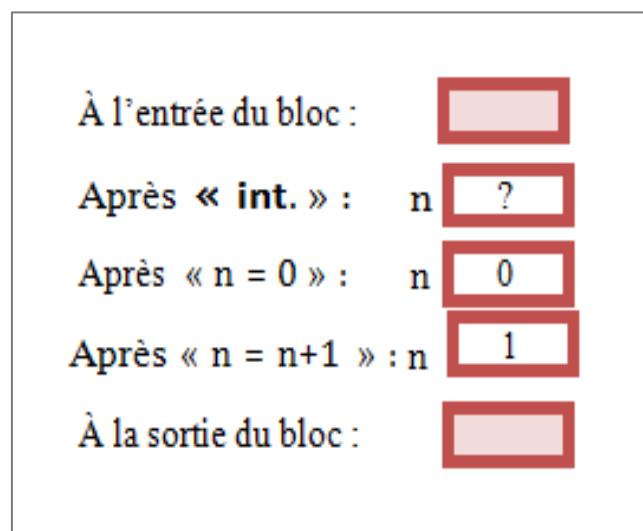 À l’entrée du bloc :
Après « int. » : n ?
Après « n = 0 » : n 0
Après « n = n+1 » : n 1
À la sortie du bloc :